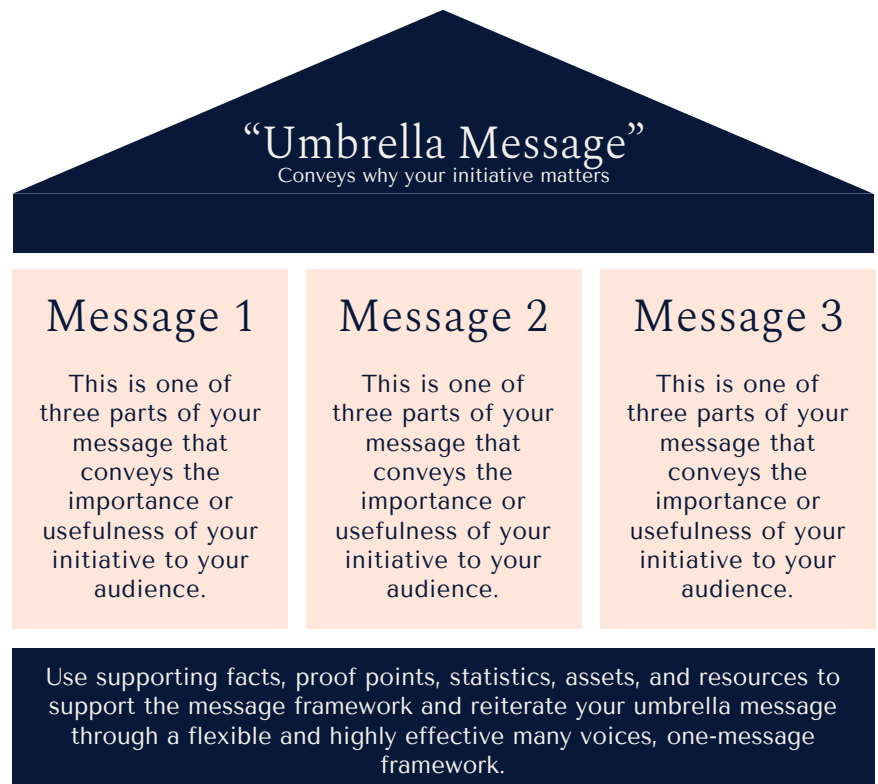 “Umbrella Message”
Conveys why your initiative matters
Message 1
This is one of
three parts of your
message that
conveys the
importance or
usefulness of your
initiative to your
audience.
Message 2
This is one of
three parts of your
message that
conveys the
importance or
usefulness of your
initiative to your
audience.
Message 3
This is one of
three parts of your
message that
conveys the
importance or
usefulness of your
initiative to your
audience.
Use supporting facts, proof points, statistics, assets, and resources to
support the message framework and reiterate your umbrella message
through a flexible and highly effective many voices, one-message
framework.